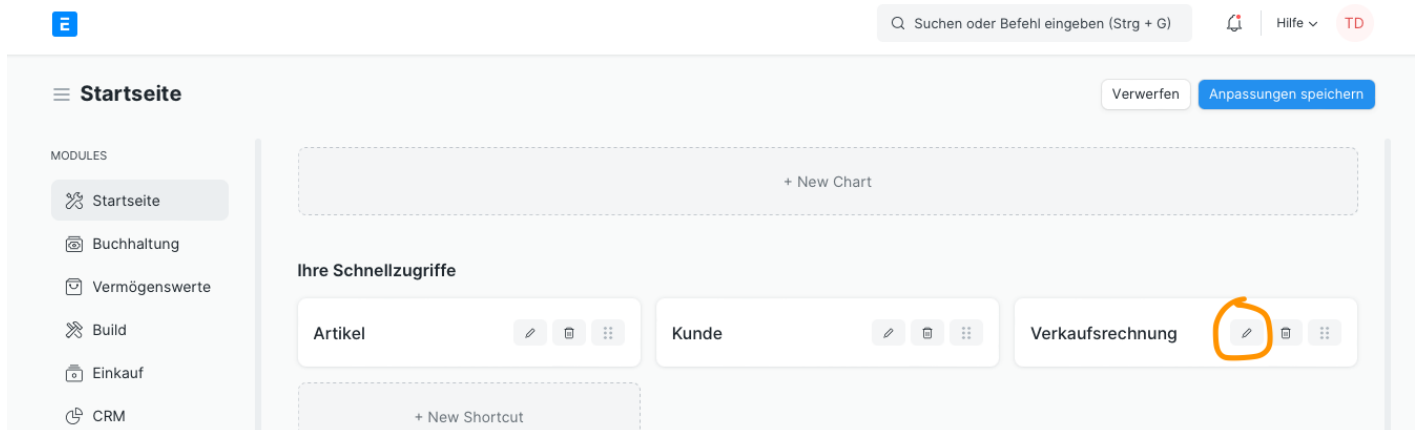 E
Suchen oder Befehl eingeben (Strg + G)
Hilfe
TD
Startseite
Verwerfen
Anpassungen speichern
MODULES
Startseite
Buchhaltung
Vermögenswerte
Build
Einkauf
CRM
+ New Chart
Ihre Schnellzugriffe
Artikel
Kunde
Verkaufsrechnung
+ New Shortcut